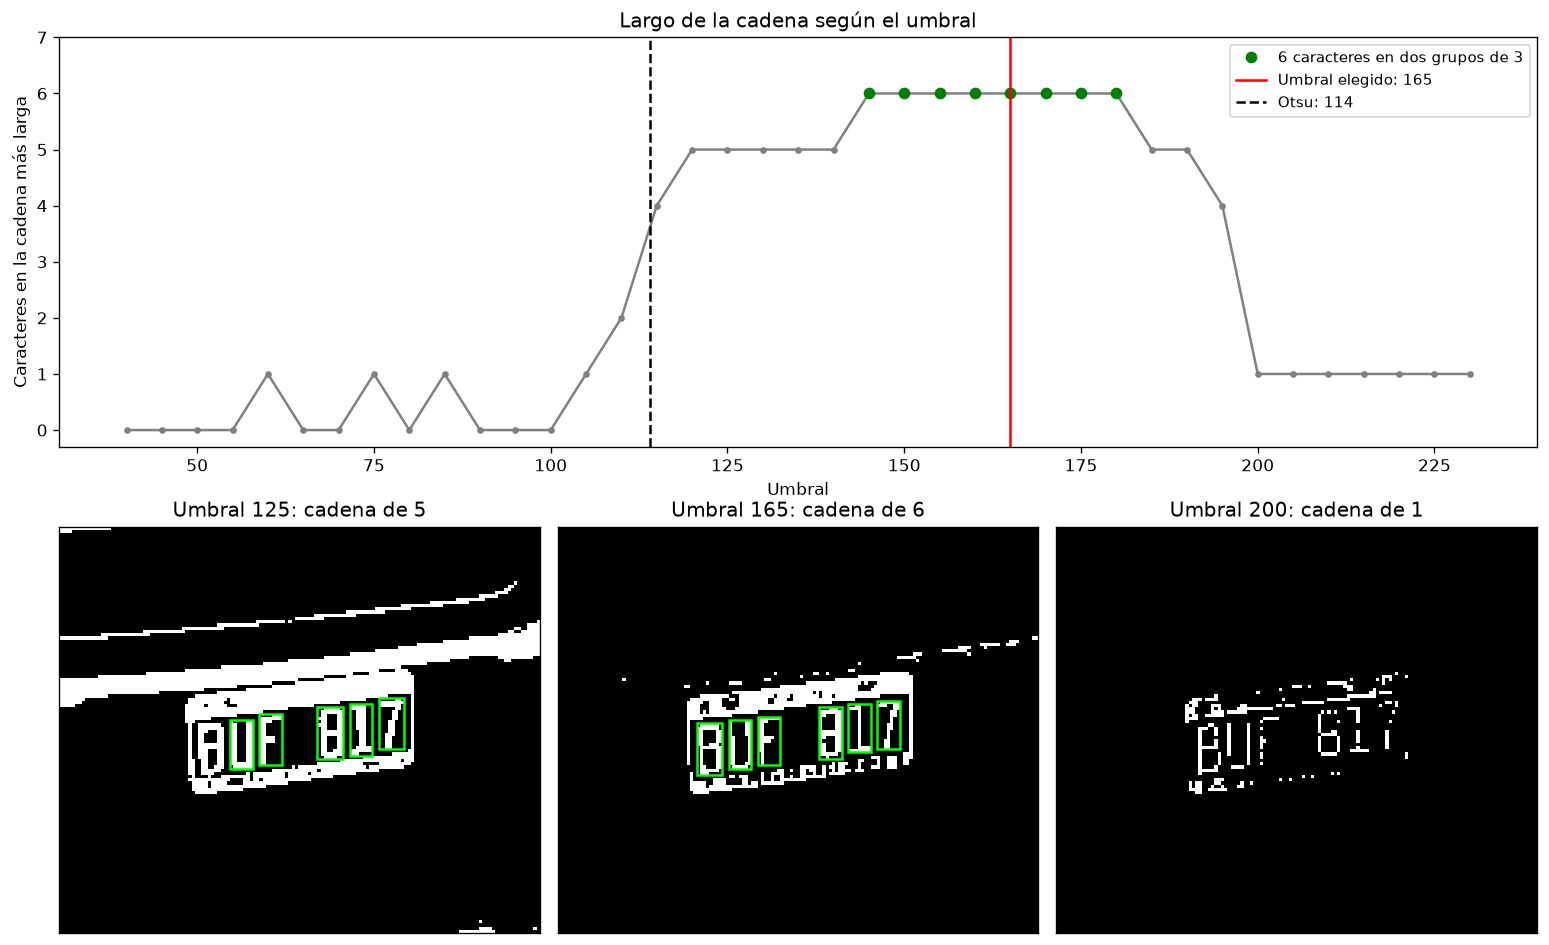 Largo de la cadena según el umbral
Caracteres en la cadena más larga
7
6
5
4
3
2
1
0
6 caracteres en dos grupos de 3
Umbral elegido: 165
Otsu: 114
50 75 100 125 150 175 200 225
Umbral
Umbral 125: cadena de 5
Umbral 165: cadena de 6
Umbral 200: cadena de 1